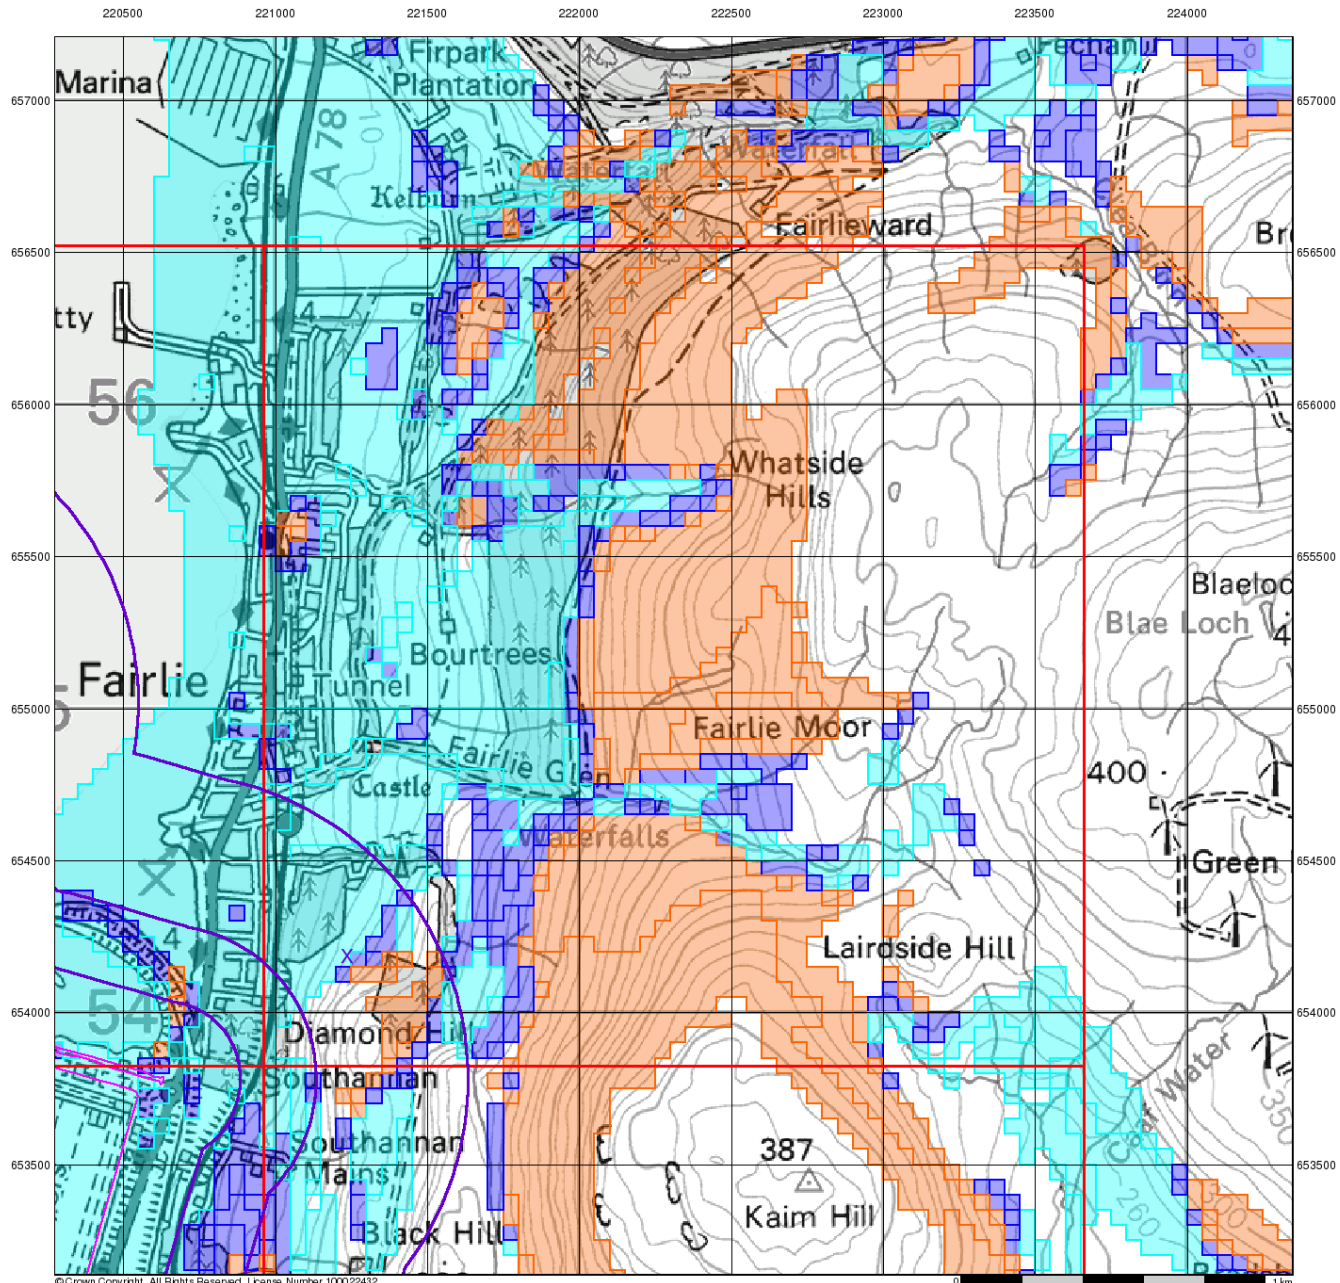 220500 221000 221500 222000 222500 223000 223500 224000
Marina
Firpark
Plantation
Fechan
657000 657000
A 78
Waterfall
Waterfall
Kelburn
Fairlieward
656500 656500
tty
56
656000 656000
Whatside
Hills
655500 655500
Blaeloc
Blae Loch
Bourtrees
Fairlie
Tunnel
655000 655000
Fairlie Moor
Fairlie Glen
Castle
400
Waterfalls
654500 654500
Green
4
Lairdside Hill
654000 654000
54
Diamond Hill
Southannan
Water
350
Southannan
Mains
387
653500 653500
260
Kaim Hill
Black Hill
© Crown Copyright. All Rights Reserved. License Number 100022432
0 1 km